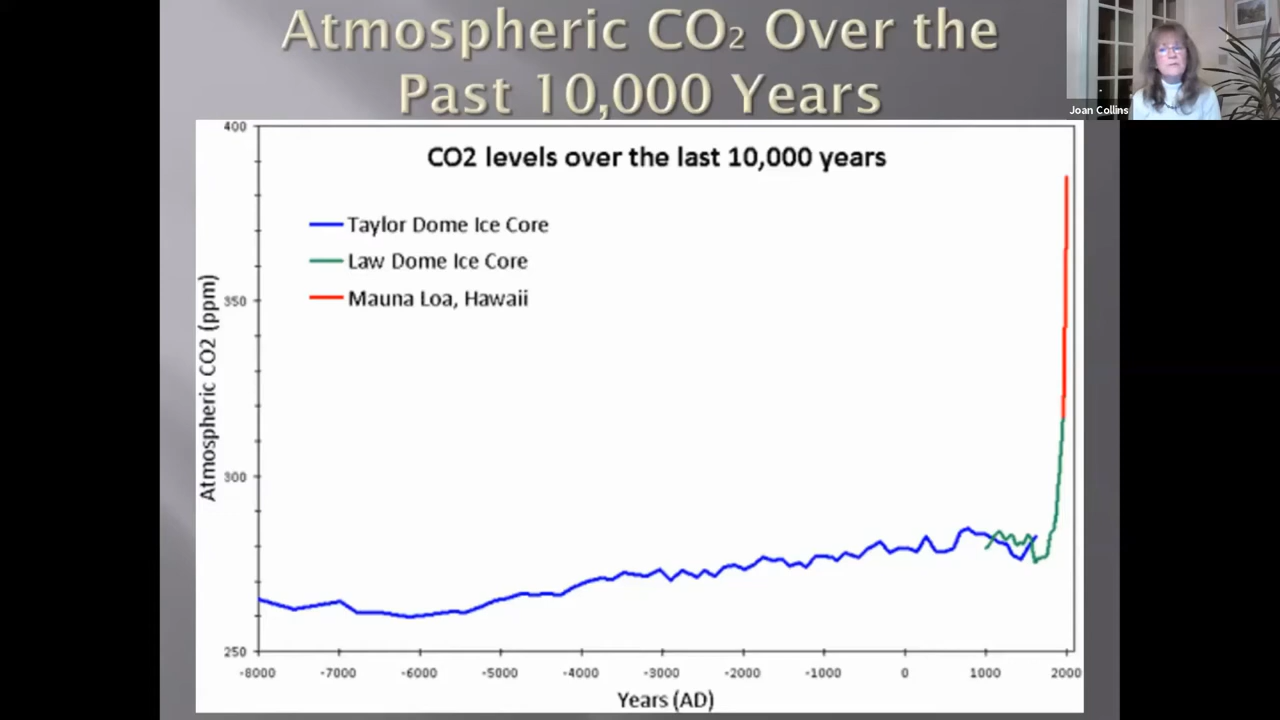 Atmospheric CO₂ Over the
Past 10,000 Years
Joan Collins
CO2 levels over the last 10,000 years
Taylor Dome Ice Core
Law Dome Ice Core
Mauna Loa, Hawaii
Atmospheric CO2 (ppm)
400
350
300
250
-8000 -7000 -6000 -5000 -4000 -3000 -2000 -1000 0 1000 2000
Years (AD)